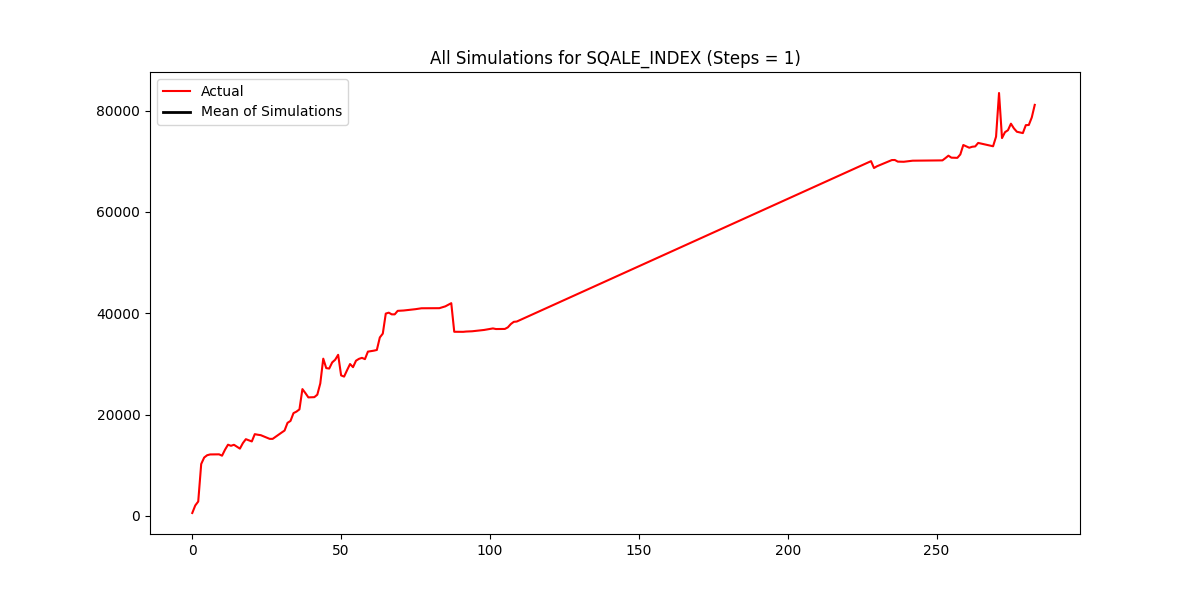 All Simulations for SQALE_INDEX (Steps = 1)
Actual
Mean of Simulations
80000
60000
40000
20000
0
0 50 100 150 200 250